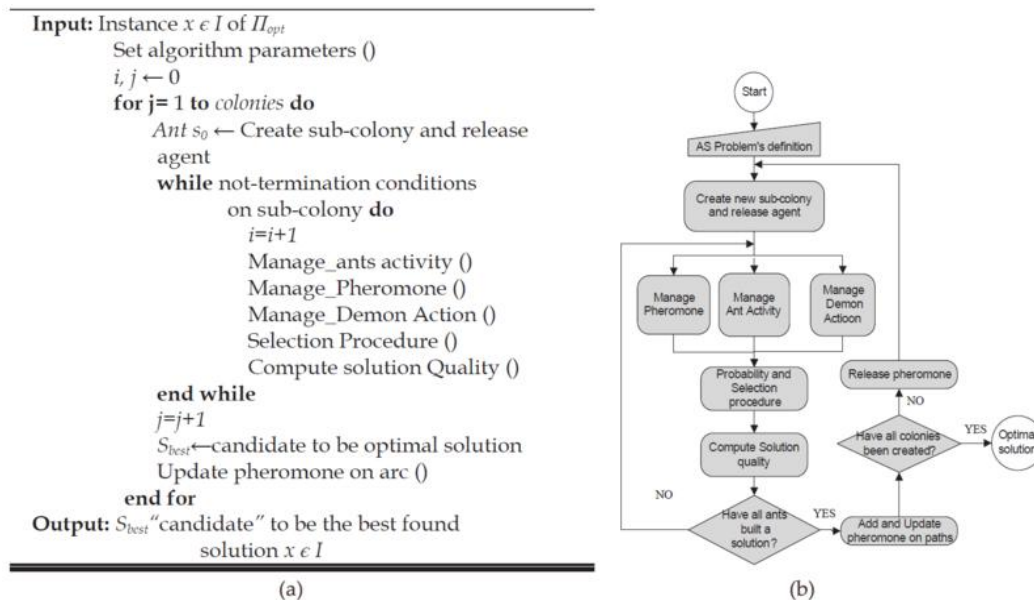 Input: Instance x ϵ I of Π_opt
Set algorithm parameters ()
i, j ← 0
for j= 1 to colonies do
Ant s₀ ← Create sub-colony and release
agent
while not-termination conditions
on sub-colony do
i=i+1
Manage_ants activity ()
Manage_Pheromone ()
Manage_Demon Action ()
Selection Procedure ()
Compute solution Quality ()
end while
j=j+1
S_best←candidate to be optimal solution
Update pheromone on arc ()
end for
Output: S_best“candidate” to be the best found
solution x ϵ I
(a)
Start
AS Problem's definition
Create new sub-colony
and release agent
Manage
Pheromone
Manage
Ant Activity
Manage
Demon
Actioon
Probability and
Selection
procedure
Compute Solution
quality
NO
Have all ants
built a
solution?
YES
Add and Update
pheromone on paths
Have all colonies
been created?
NO
Release pheromone
YES
Optimal
solution
(b)